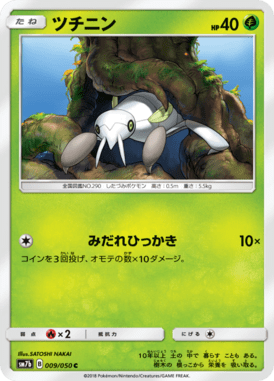 たね ツチニン HP40
全国図鑑 NO.290 したづみポケモン 高さ：0.5m 重さ：5.5kg
みだれひっかき 10×
コインを3回投げ、オモテの数×10ダメージ。
弱点 ×2 抵抗力 にげる
Illus. SATOSHI NAKAI
sm7b D 009/050 C
10年以上 土の 中で 暮らす ことも ある。
樹木の 根っこから 栄養を 吸い取る。
©2018 Pokémon/Nintendo/Creatures/GAME FREAK.